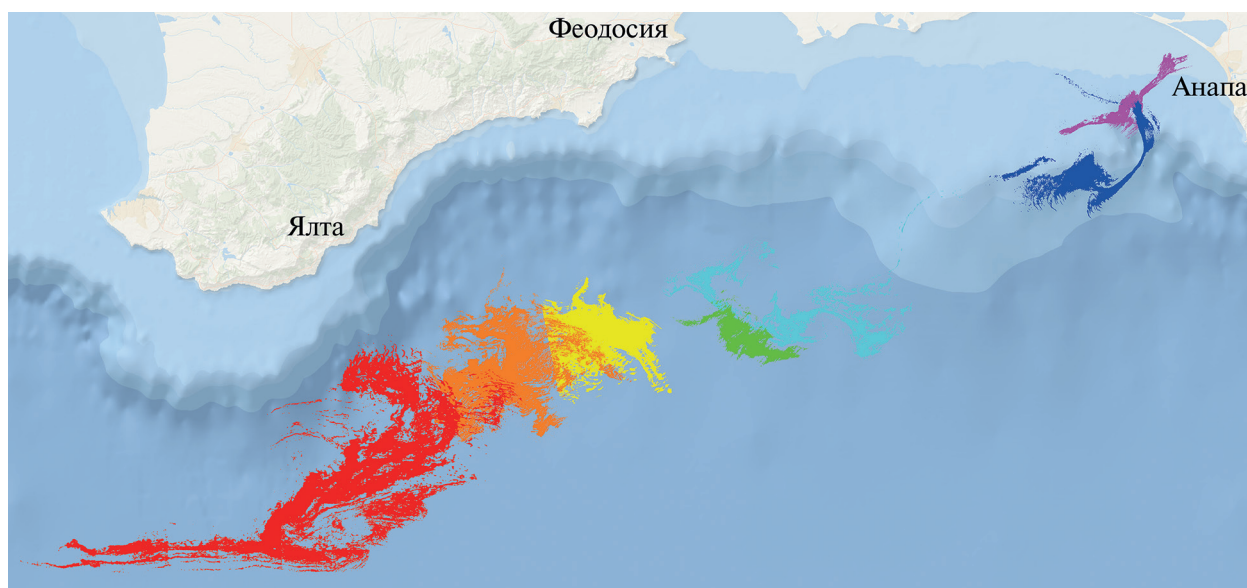 Феодосия
Анапа
Ялта